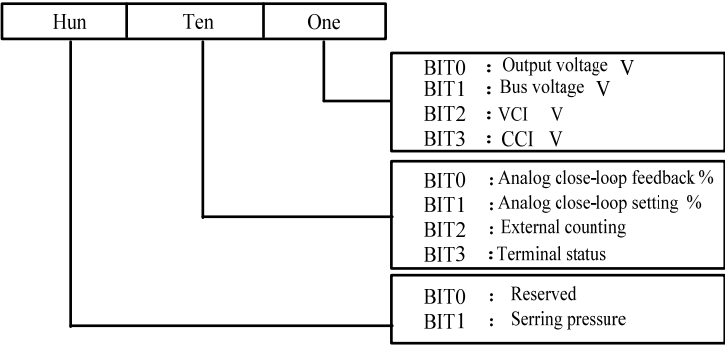 Hun Ten One
BIT0 : Output voltage V
BIT1 : Bus voltage V
BIT2 : VCI V
BIT3 : CCI V
BIT0 : Analog close-loop feedback %
BIT1 : Analog close-loop setting %
BIT2 : External counting
BIT3 : Terminal status
BIT0 : Reserved
BIT1 : Serring pressure